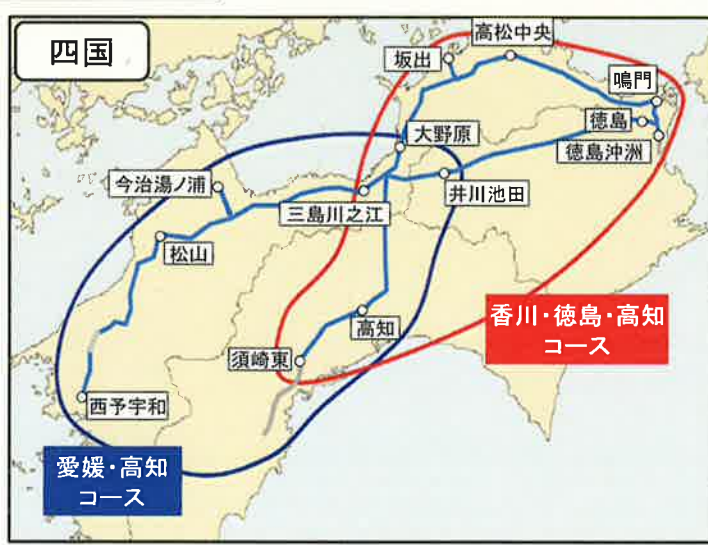 四国
高松中央
坂出
鳴門
徳島
大野原
徳島沖洲
今治湯ノ浦
井川池田
三島川之江
松山
高知
香川・徳島・高知
コース
須崎東
西予宇和
愛媛・高知
コース